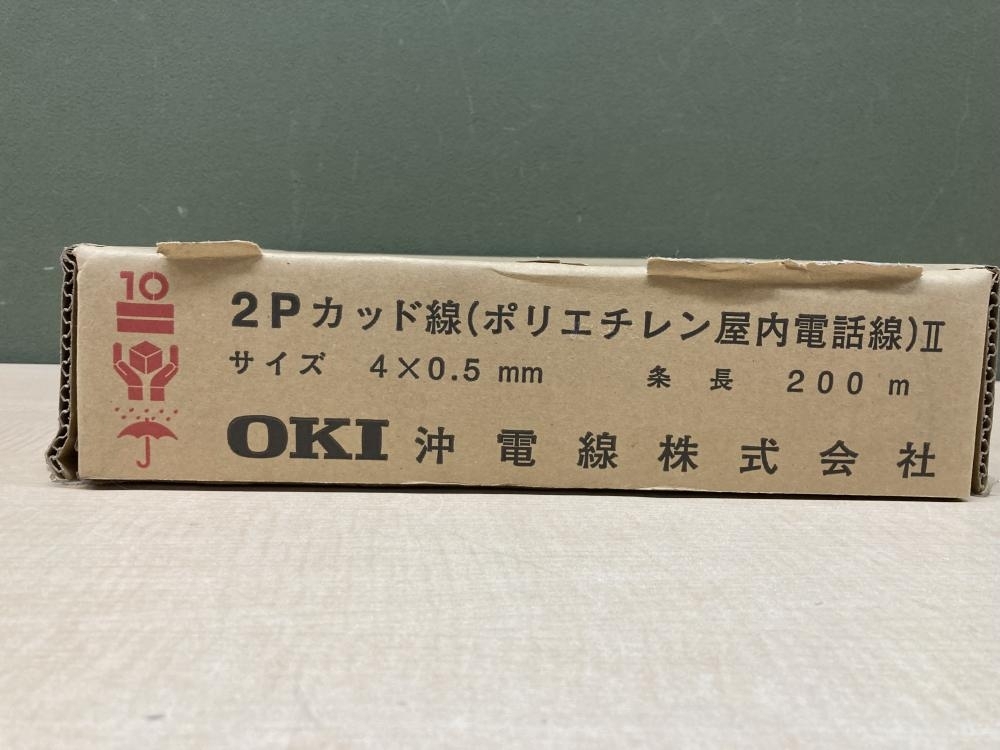 10
2Pカッド線(ポリエチレン屋内電話線)Ⅱ
サイズ 4×0.5 mm 条長 200 m
OKI 沖電線株式会社